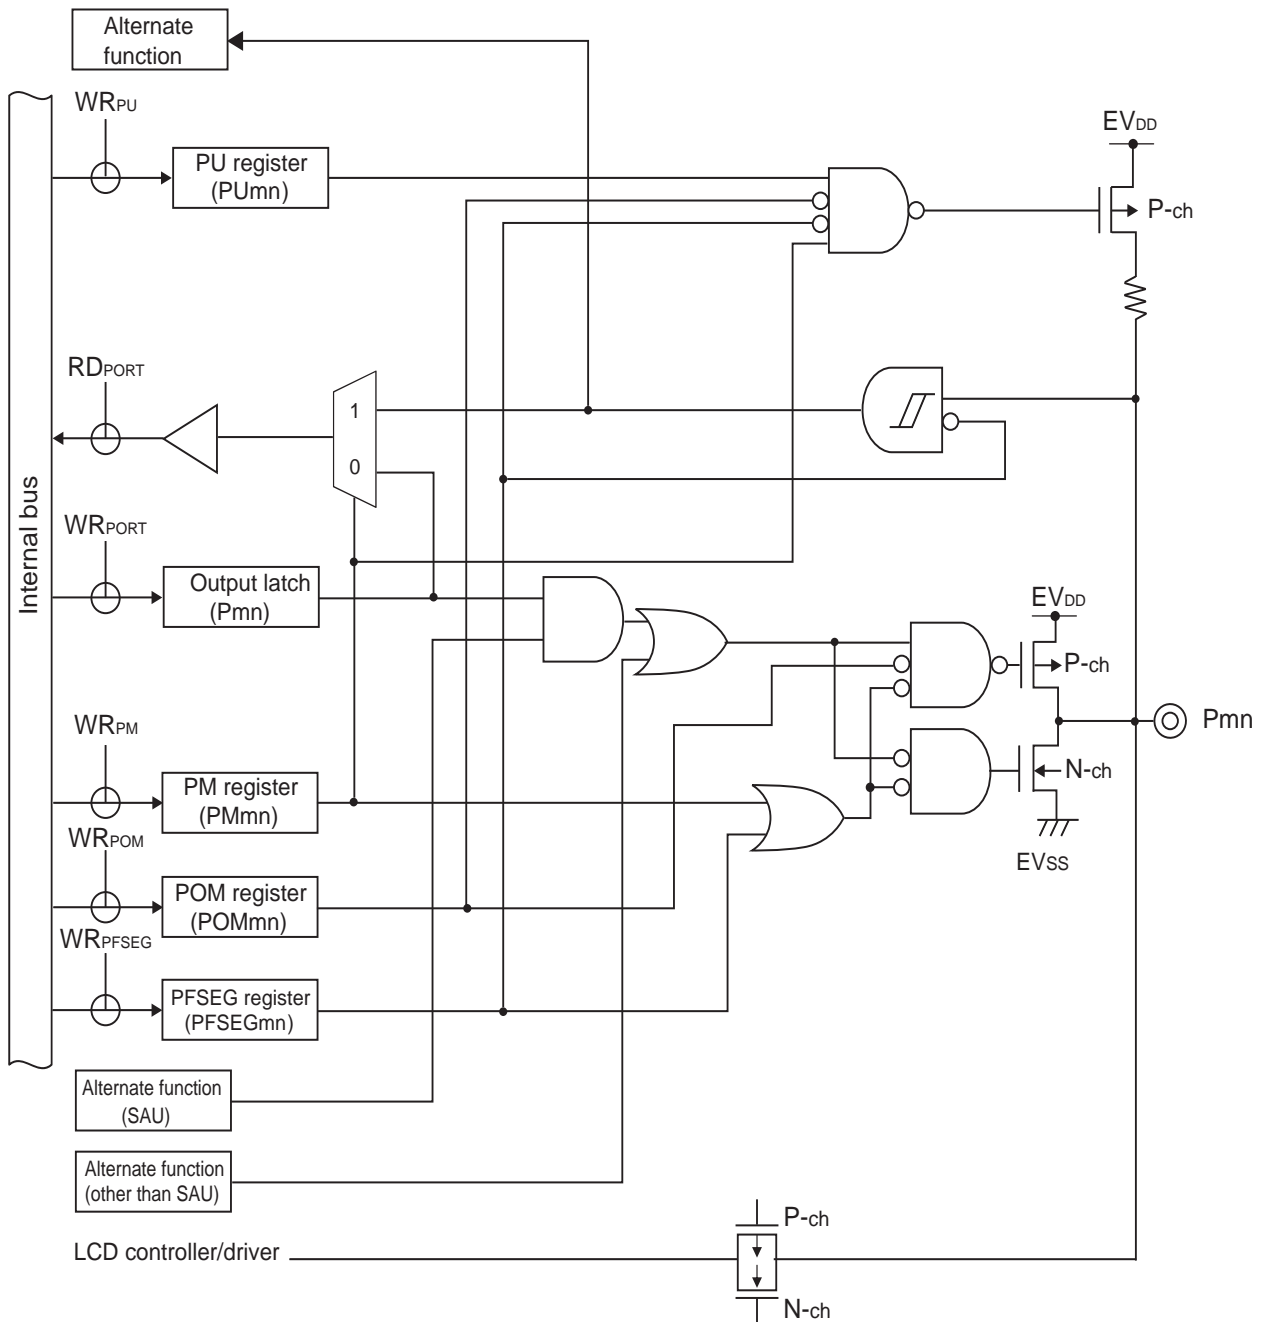 Alternate
function
WRPU
PU register
(PUmn)
EVDD
P-ch
RDPORT
1
0
Internal bus
WRPORT
Output latch
(Pmn)
EVDD
P-ch
Pmn
WRPM
PM register
(PMmn)
N-ch
EVSS
WRPOM
POM register
(POMmn)
WRPFSEG
PFSEG register
(PFSEGmn)
Alternate function
(SAU)
Alternate function
(other than SAU)
P-ch
LCD controller/driver
N-ch